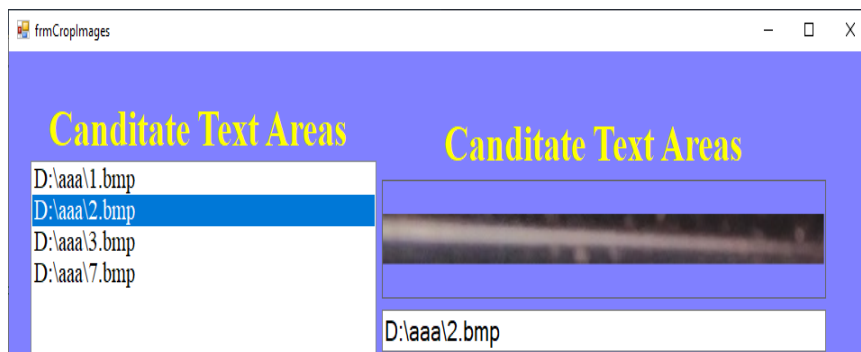 frmCropImages
Canditate Text Areas
D:\aaa\1.bmp
D:\aaa\2.bmp
D:\aaa\3.bmp
D:\aaa\7.bmp
Canditate Text Areas
D:\aaa\2.bmp